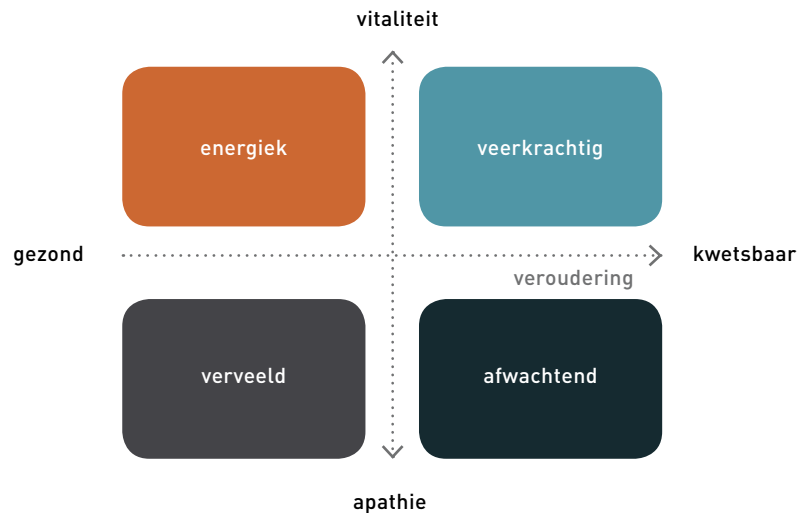 vitaliteit
energiek
veerkrachtig
gezond
kwetsbaar
veroudering
verveeld
afwachtend
apathie